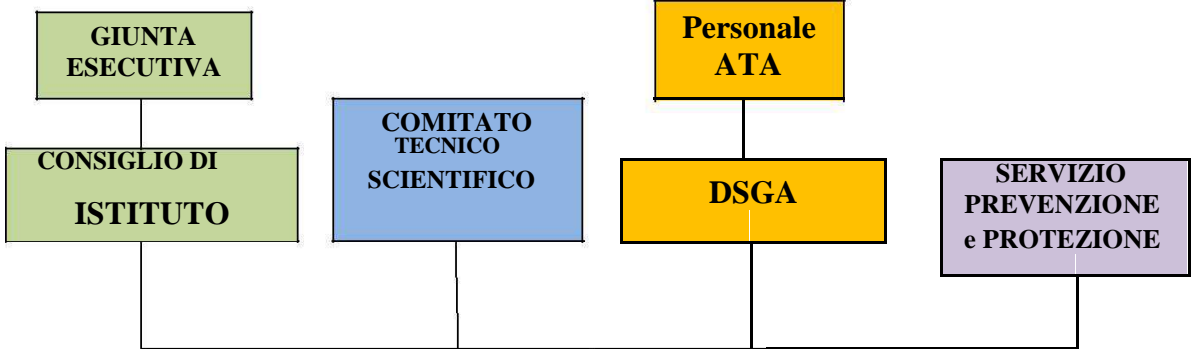 GIUNTA
ESECUTIVA
Personale
ATA
COMITATO
TECNICO
SCIENTIFICO
CONSIGLIO DI
ISTITUTO
DSGA
SERVIZIO
PREVENZIONE
e PROTEZIONE